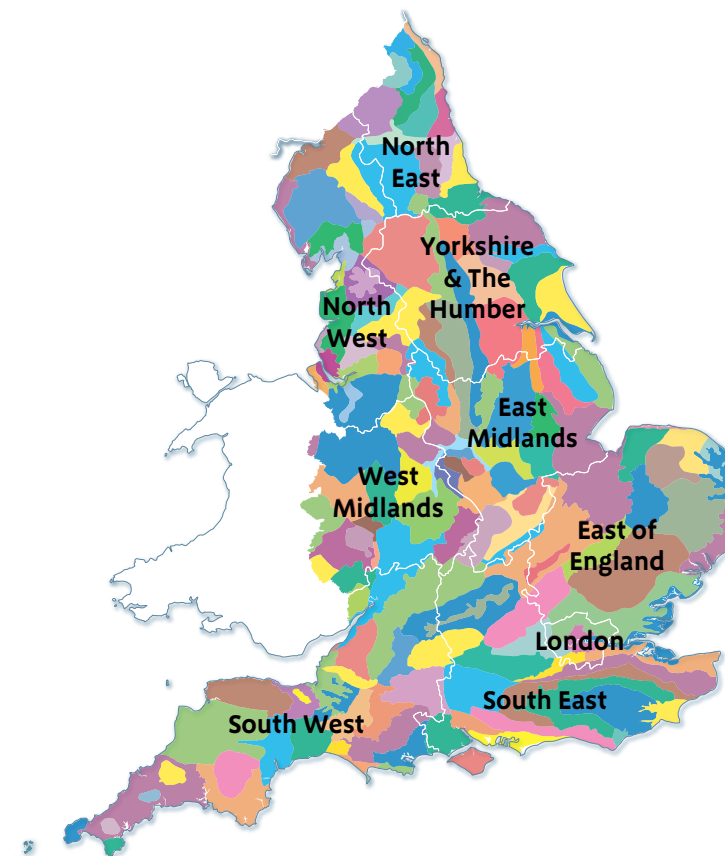 North
East
Yorkshire
& The
Humber
North
West
East
Midlands
West
Midlands
East of
England
London
South East
South West